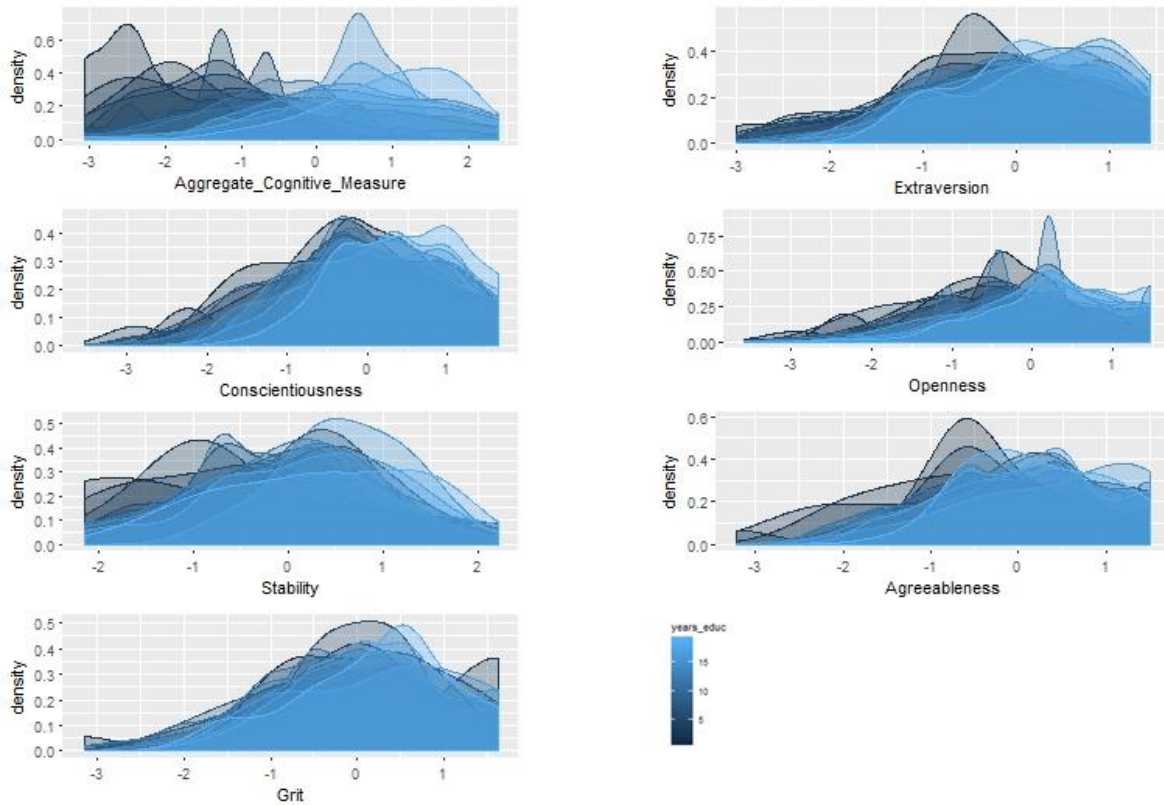 density
0.6
0.4
0.2
0.0
-3 -2 -1 0 1 2
Aggregate_Cognitive_Measure
density
0.4
0.2
0.0
-3 -2 -1 0 1
Extraversion
density
0.4
0.3
0.2
0.1
0.0
-3 -2 -1 0 1
Conscientiousness
density
0.75
0.50
0.25
0.00
-3 -2 -1 0 1
Openness
density
0.5
0.4
0.3
0.2
0.1
0.0
-2 -1 0 1 2
Stability
density
0.6
0.4
0.2
0.0
-3 -2 -1 0 1
Agreeableness
density
0.5
0.4
0.3
0.2
0.1
0.0
-3 -2 -1 0 1
Grit
years_educ
15
10
5